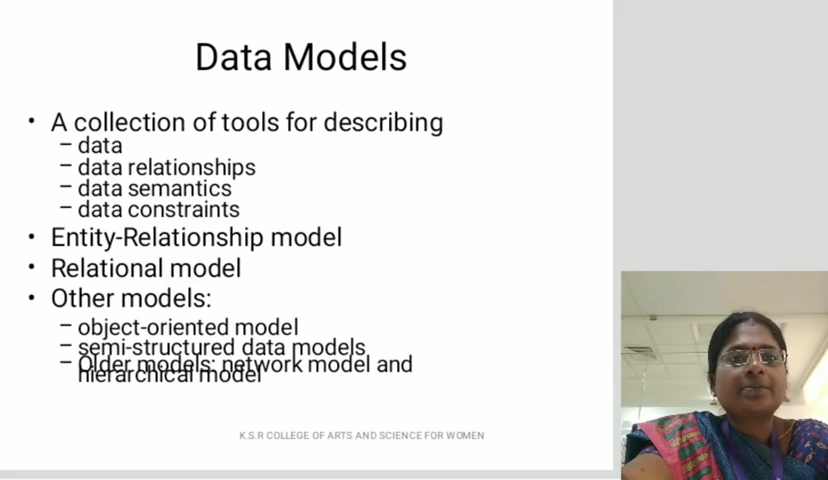 Data Models
• A collection of tools for describing
– data
– data relationships
– data semantics
– data constraints
• Entity-Relationship model
• Relational model
• Other models:
– object-oriented model
– semi-structured data models
– Older models: network model and
hierarchical model
K.S.R COLLEGE OF ARTS AND SCIENCE FOR WOMEN